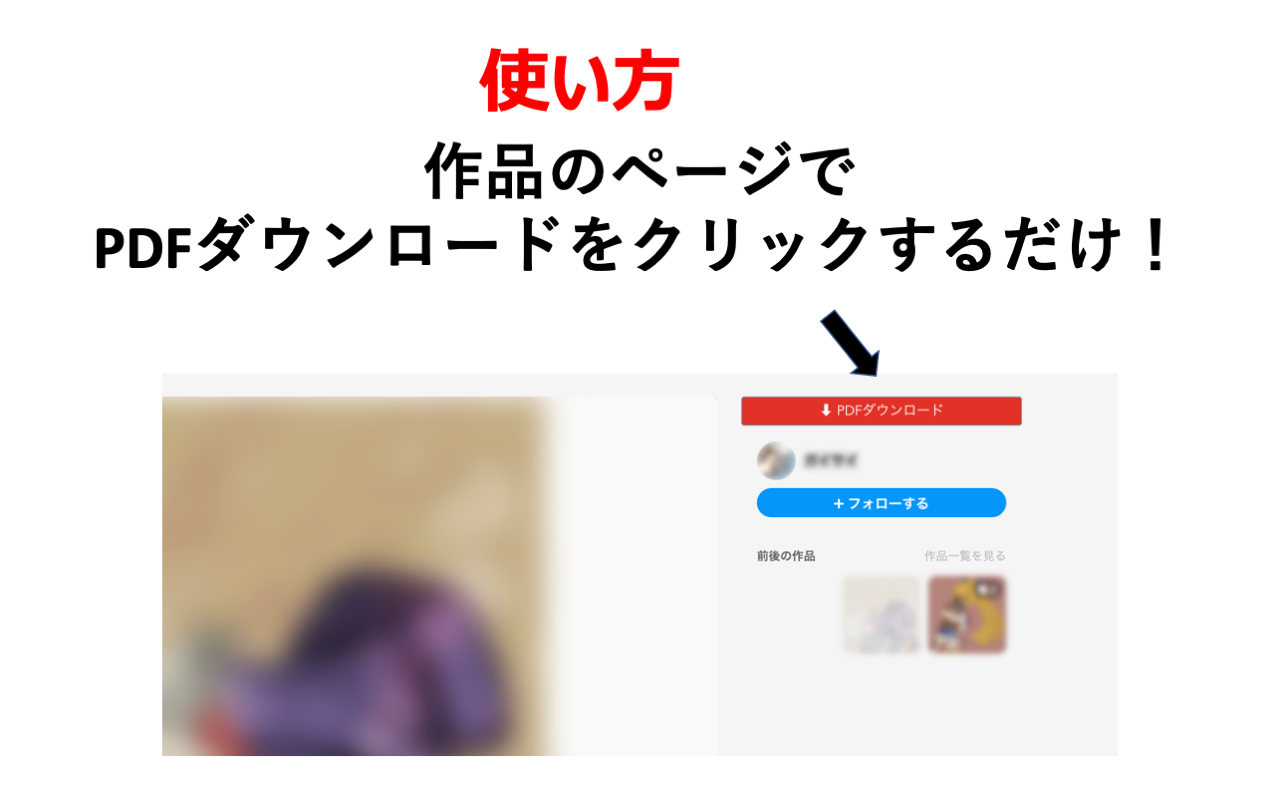 使い方
作品のページで
PDFダウンロードをクリックするだけ！
PDFダウンロード
+フォローする
前後の作品
作品一覧を見る